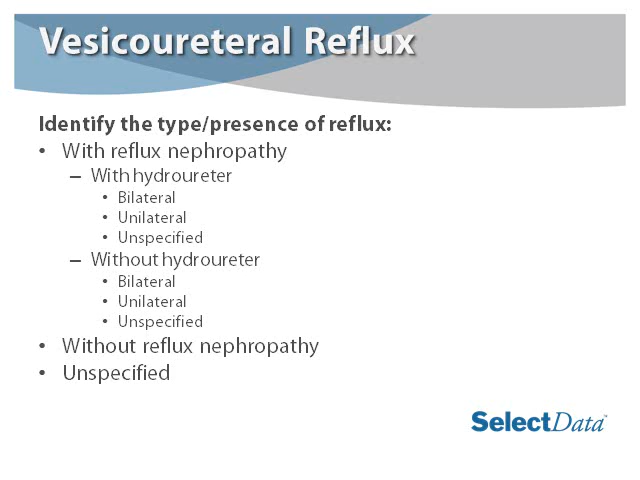 Vesicoureteral Reflux
Identify the type/presence of reflux:
• With reflux nephropathy
– With hydroureter
• Bilateral
• Unilateral
• Unspecified
– Without hydroureter
• Bilateral
• Unilateral
• Unspecified
• Without reflux nephropathy
• Unspecified
SelectData™